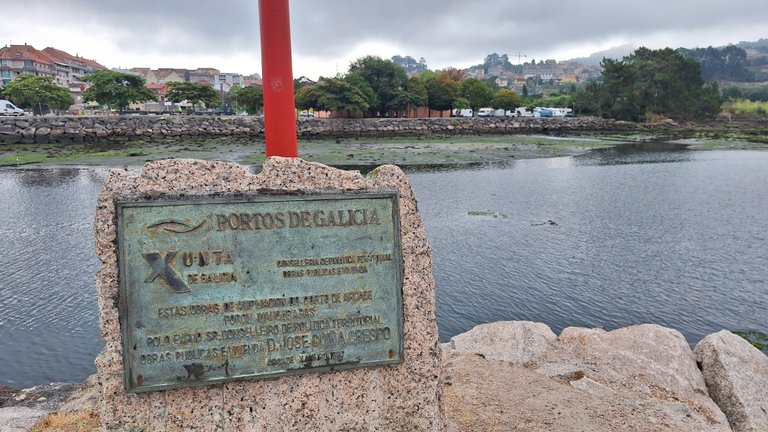 PORTOS DE GALICIA
XUNTA
DE GALICIA
CONSELLERIA DE POLITICA TERRITORIAL
OBRAS PUBLICAS E VIVENDA
ESTAS OBRAS DE AMPLIACION DO PORTO DE ARCADE
FORON INAUGURADAS
POLO EXCMO. SR. CONSELLEIRO DE POLITICA TERRITORIAL
OBRAS PUBLICAS E VIVENDA D. JOSE CUIÑA CRESPO
ARCADE